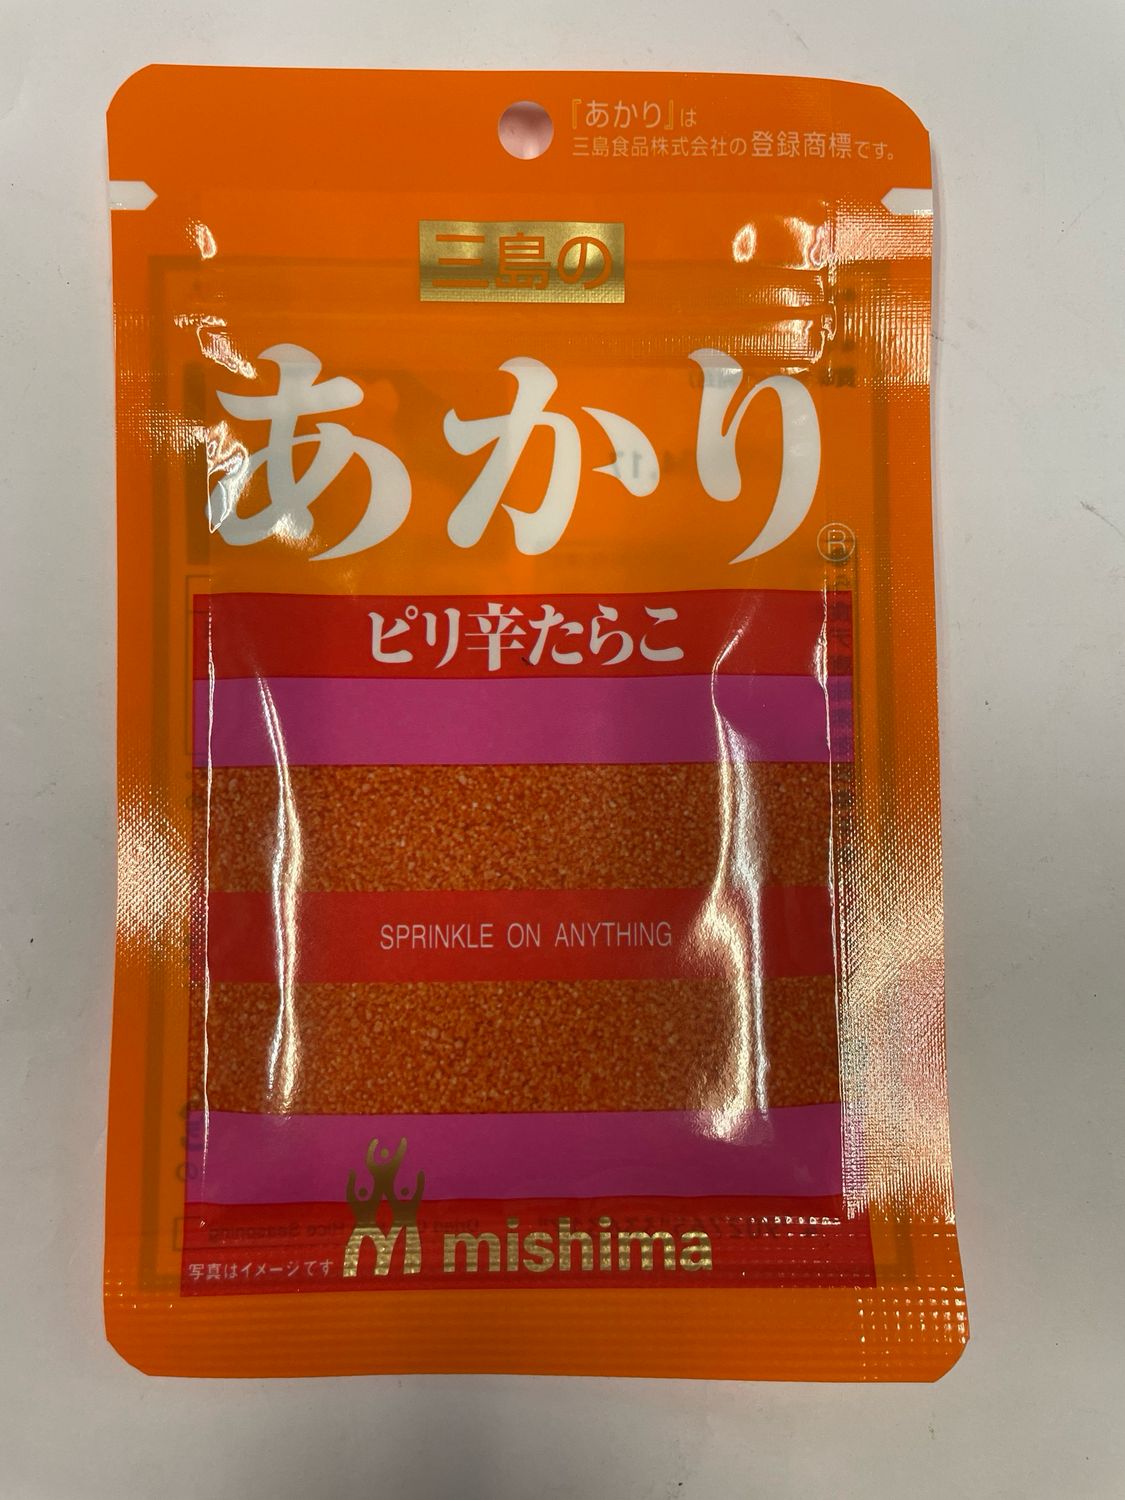 『あかり』は
三島食品株式会社の登録商標です。
三島の
あかり
®
ピリ辛たらこ
SPRINKLE ON ANYTHING
mishima
写真はイメージです